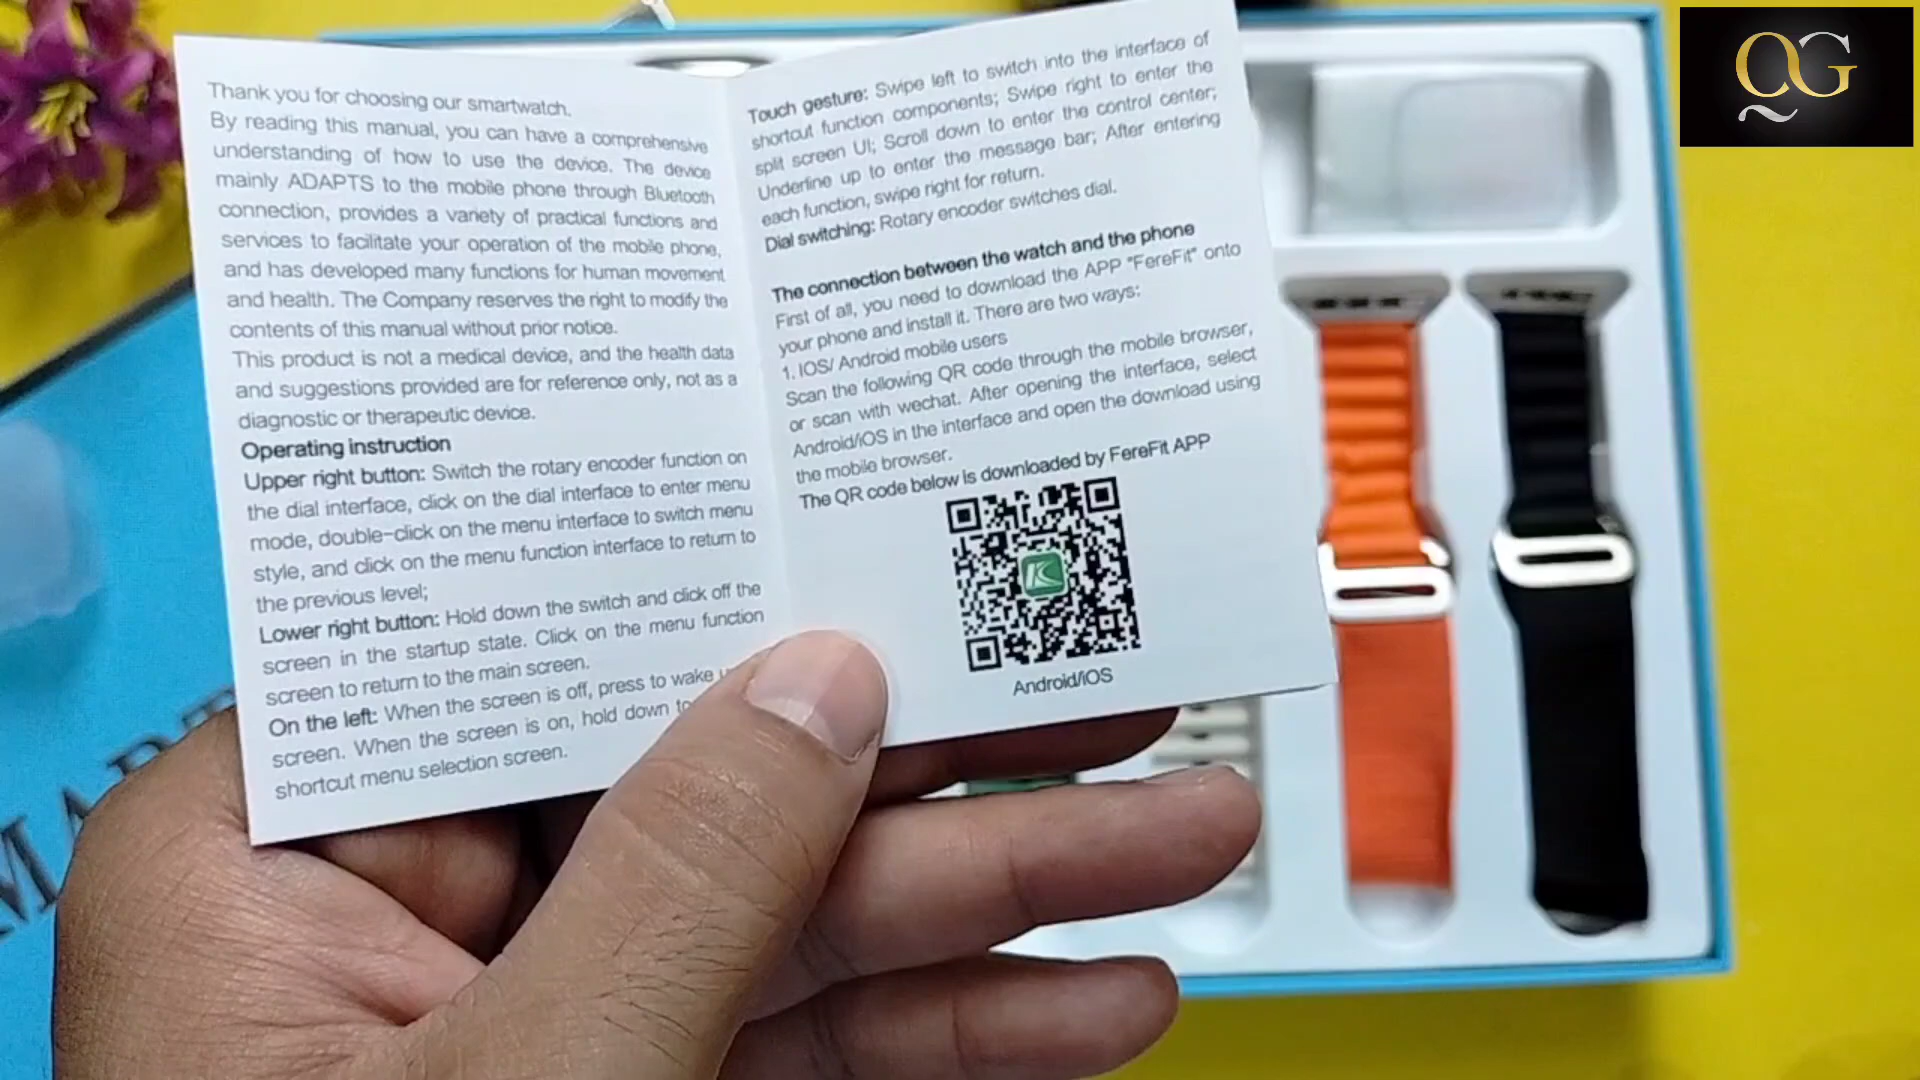 Thank you for choosing our smartwatch.
By reading this manual, you can have a comprehensive
understanding of how to use the device. The device
mainly ADAPTS to the mobile phone through Bluetooth
connection, provides a variety of practical functions and
services to facilitate your operation of the mobile phone,
and has developed many functions for human movement
and health. The Company reserves the right to modify the
contents of this manual without prior notice.
This product is not a medical device, and the health data
and suggestions provided are for reference only, not as a
diagnostic or therapeutic device.
Operating instruction
Upper right button: Switch the rotary encoder function on
the dial interface, click on the dial interface to enter menu
mode, double-click on the menu interface to switch menu
style, and click on the menu function interface to return to
the previous level;
Lower right button: Hold down the switch and click off the
screen in the startup state. Click on the menu function
screen to return to the main screen.
On the left: When the screen is off, press to wake
screen. When the screen is on, hold down to
shortcut menu selection screen.
Touch gesture: Swipe left to switch into the interface of
shortcut function components; Swipe right to enter the
split screen UI; Scroll down to enter the control center;
Underline up to enter the message bar; After entering
each function, swipe right for return.
Dial switching: Rotary encoder switches dial.
The connection between the watch and the phone
First of all, you need to download the APP "FereFit" onto
your phone and install it. There are two ways:
1. IOS/ Android mobile users
Scan the following QR code through the mobile browser,
or scan with wechat. After opening the interface, select
Android/iOS in the interface and open the download using
the mobile browser.
The QR code below is downloaded by FereFit APP
Android/iOS
QG